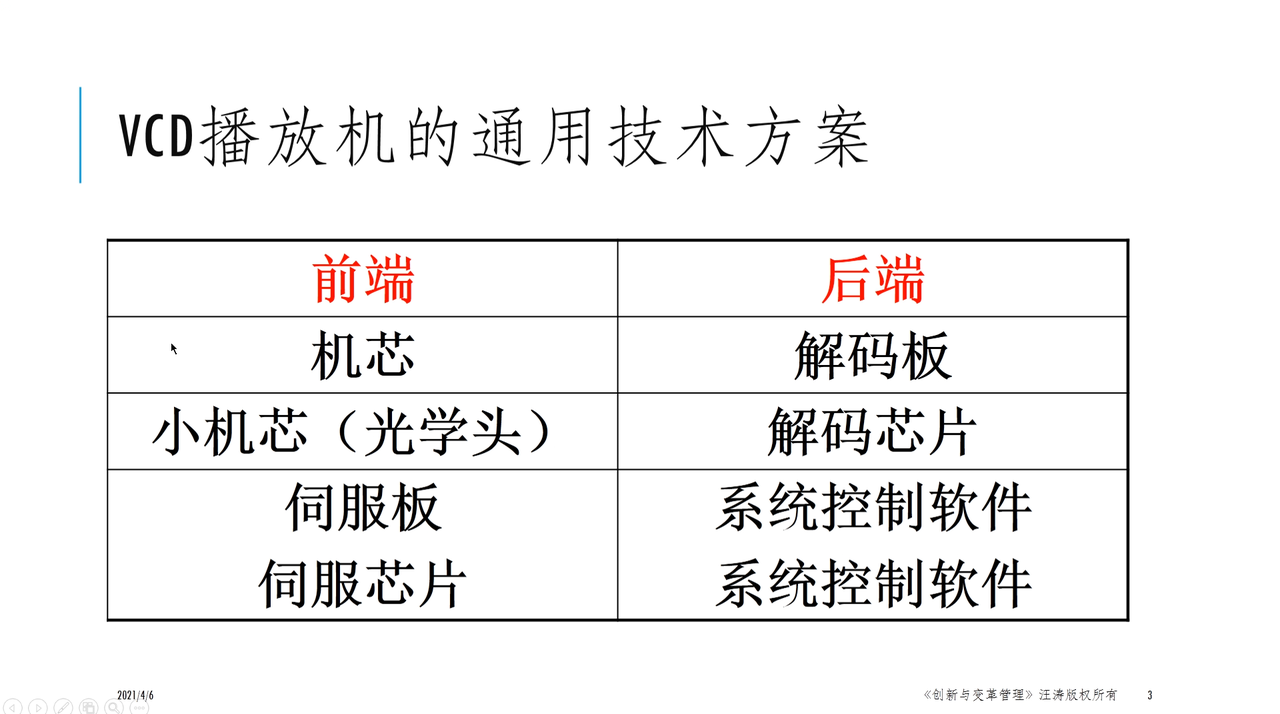 VCD播放机的通用技术方案
前端 后端
机芯 解码板
小机芯（光学头） 解码芯片
伺服板 系统控制软件
伺服芯片 系统控制软件
2021/4/6 《创新与变革管理》汪涛版权所有 3